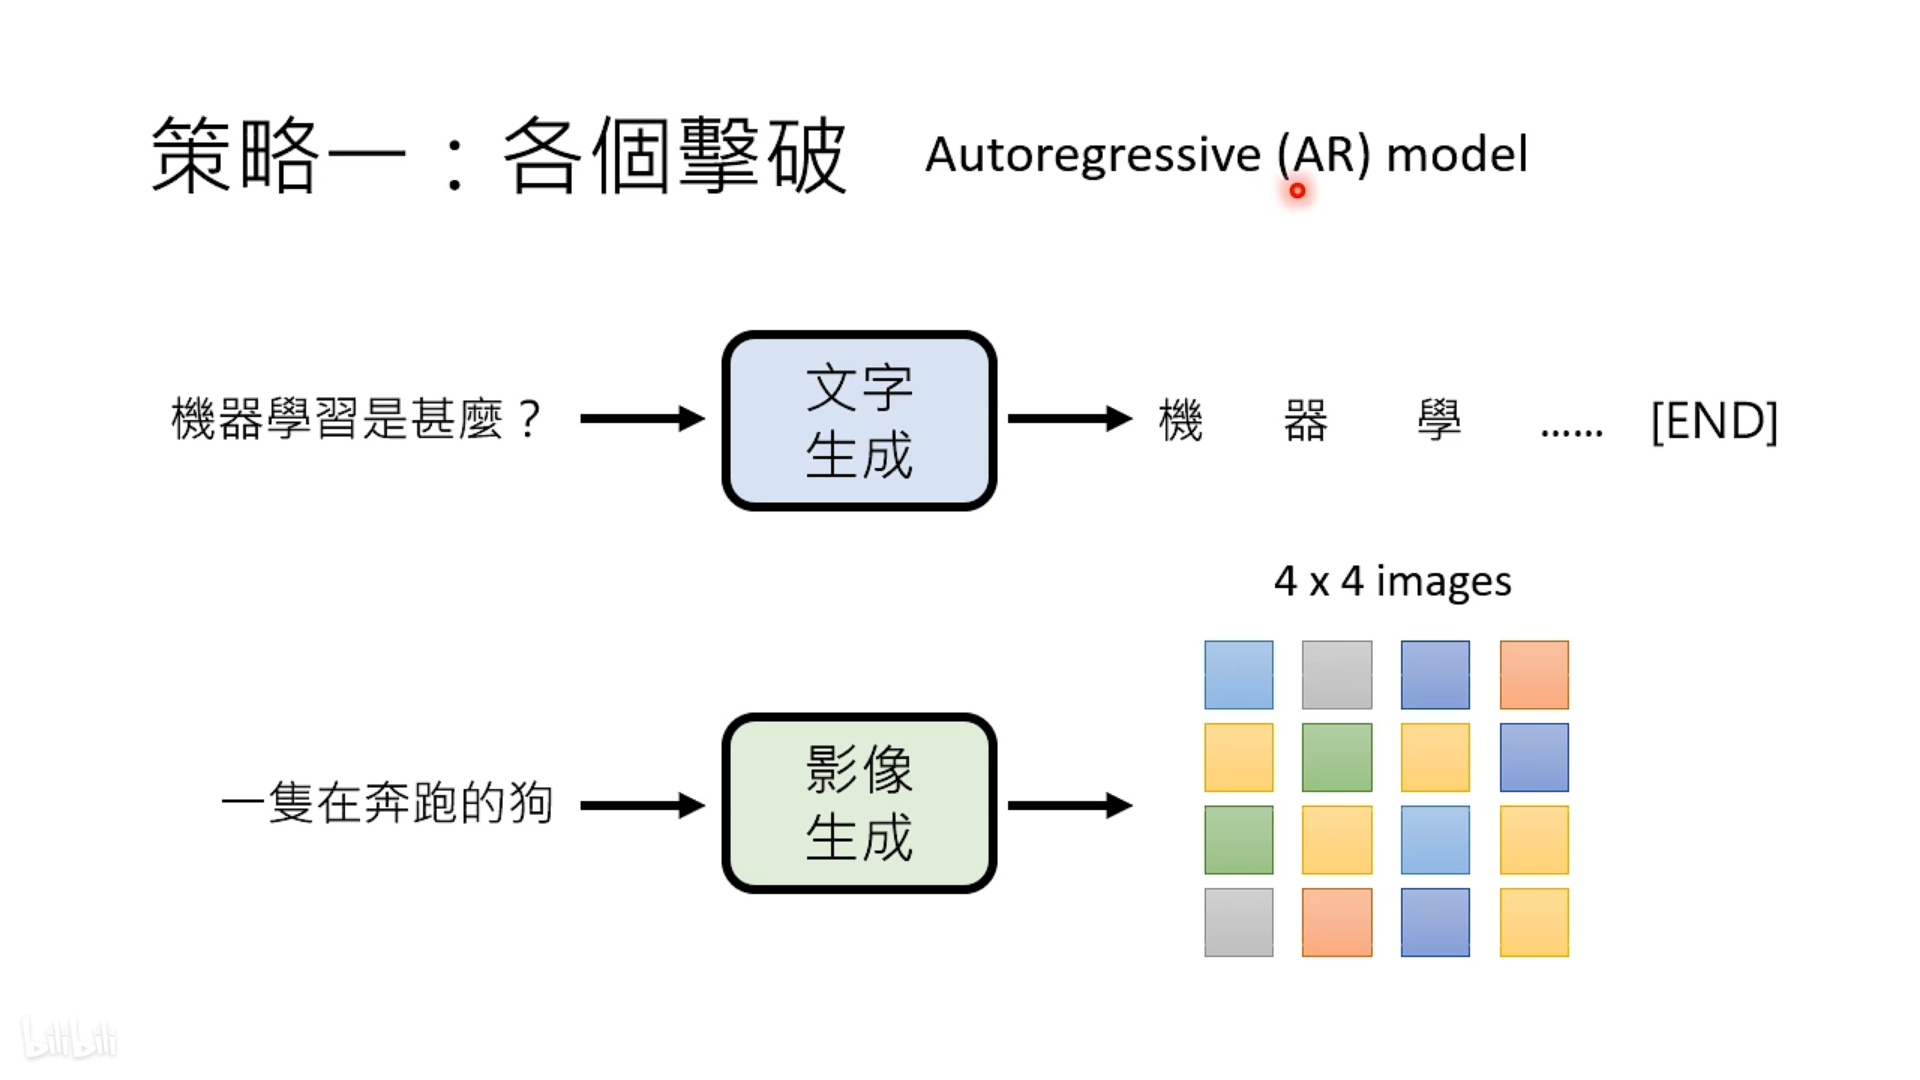 策略一：各個擊破 Autoregressive (AR) model
機器學習是甚麼？
文字
生成
機 器 學 …… [END]
4 x 4 images
一隻在奔跑的狗
影像
生成
bilibili